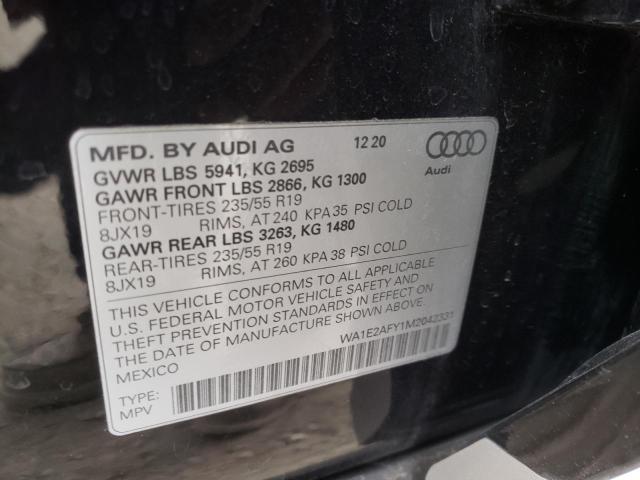 MFD. BY AUDI AG 12 20
Audi
GVWR LBS 5941, KG 2695
GAWR FRONT LBS 2866, KG 1300
FRONT-TIRES 235/55 R19
8JX19 RIMS, AT 240 KPA 35 PSI COLD
GAWR REAR LBS 3263, KG 1480
REAR-TIRES 235/55 R19
8JX19 RIMS, AT 260 KPA 38 PSI COLD
THIS VEHICLE CONFORMS TO ALL APPLICABLE
U.S. FEDERAL MOTOR VEHICLE SAFETY AND
THEFT PREVENTION STANDARDS IN EFFECT ON
THE DATE OF MANUFACTURE SHOWN ABOVE.
MEXICO
WA1E2AFY1M2042331
TYPE:
MPV